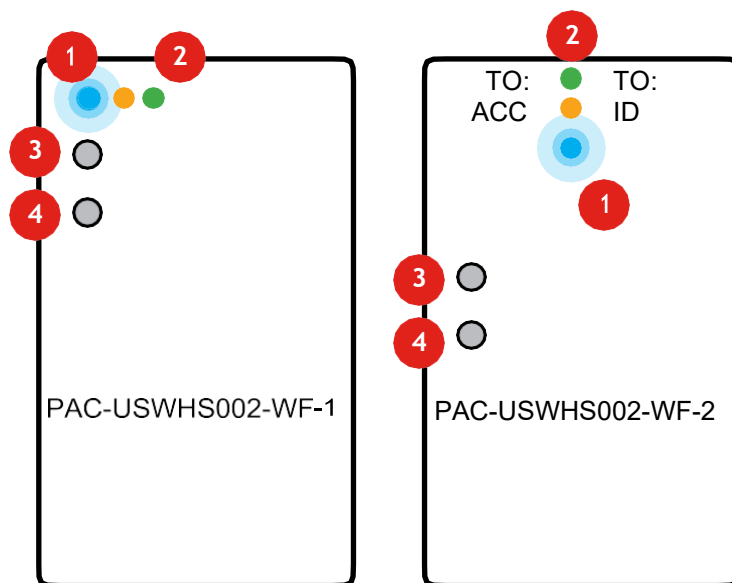 1
2
3
4
PAC-USWHS002-WF-1
2
TO:
ACC
TO:
ID
1
3
4
PAC-USWHS002-WF-2